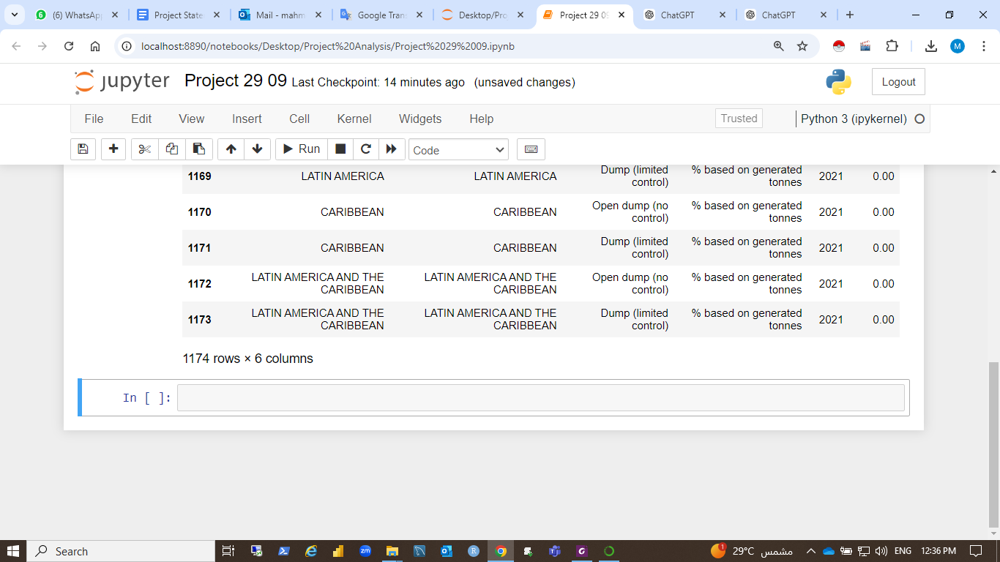 (6) WhatsAp
Project State
Mail - mahm
Google Tran
Desktop/Pro
Project 29 09
ChatGPT
ChatGPT
localhost:8890/notebooks/Desktop/Project%20Analysis/Project%2029%2009.ipynb
M
jupyter Project 29 09 Last Checkpoint: 14 minutes ago (unsaved changes)
Logout
File Edit View Insert Cell Kernel Widgets Help
Trusted
Python 3 (ipykernel)
Run
Code
1169 LATIN AMERICA LATIN AMERICA Dump (limited control) % based on generated tonnes 2021 0.00
1170 CARIBBEAN CARIBBEAN Open dump (no control) % based on generated tonnes 2021 0.00
1171 CARIBBEAN CARIBBEAN Dump (limited control) % based on generated tonnes 2021 0.00
1172 LATIN AMERICA AND THE CARIBBEAN LATIN AMERICA AND THE CARIBBEAN Open dump (no control) % based on generated tonnes 2021 0.00
1173 LATIN AMERICA AND THE CARIBBEAN LATIN AMERICA AND THE CARIBBEAN Dump (limited control) % based on generated tonnes 2021 0.00
1174 rows × 6 columns
In [ ]:
Search
zm
R
G
1
29°C مشمس
ENG
12:36 PM